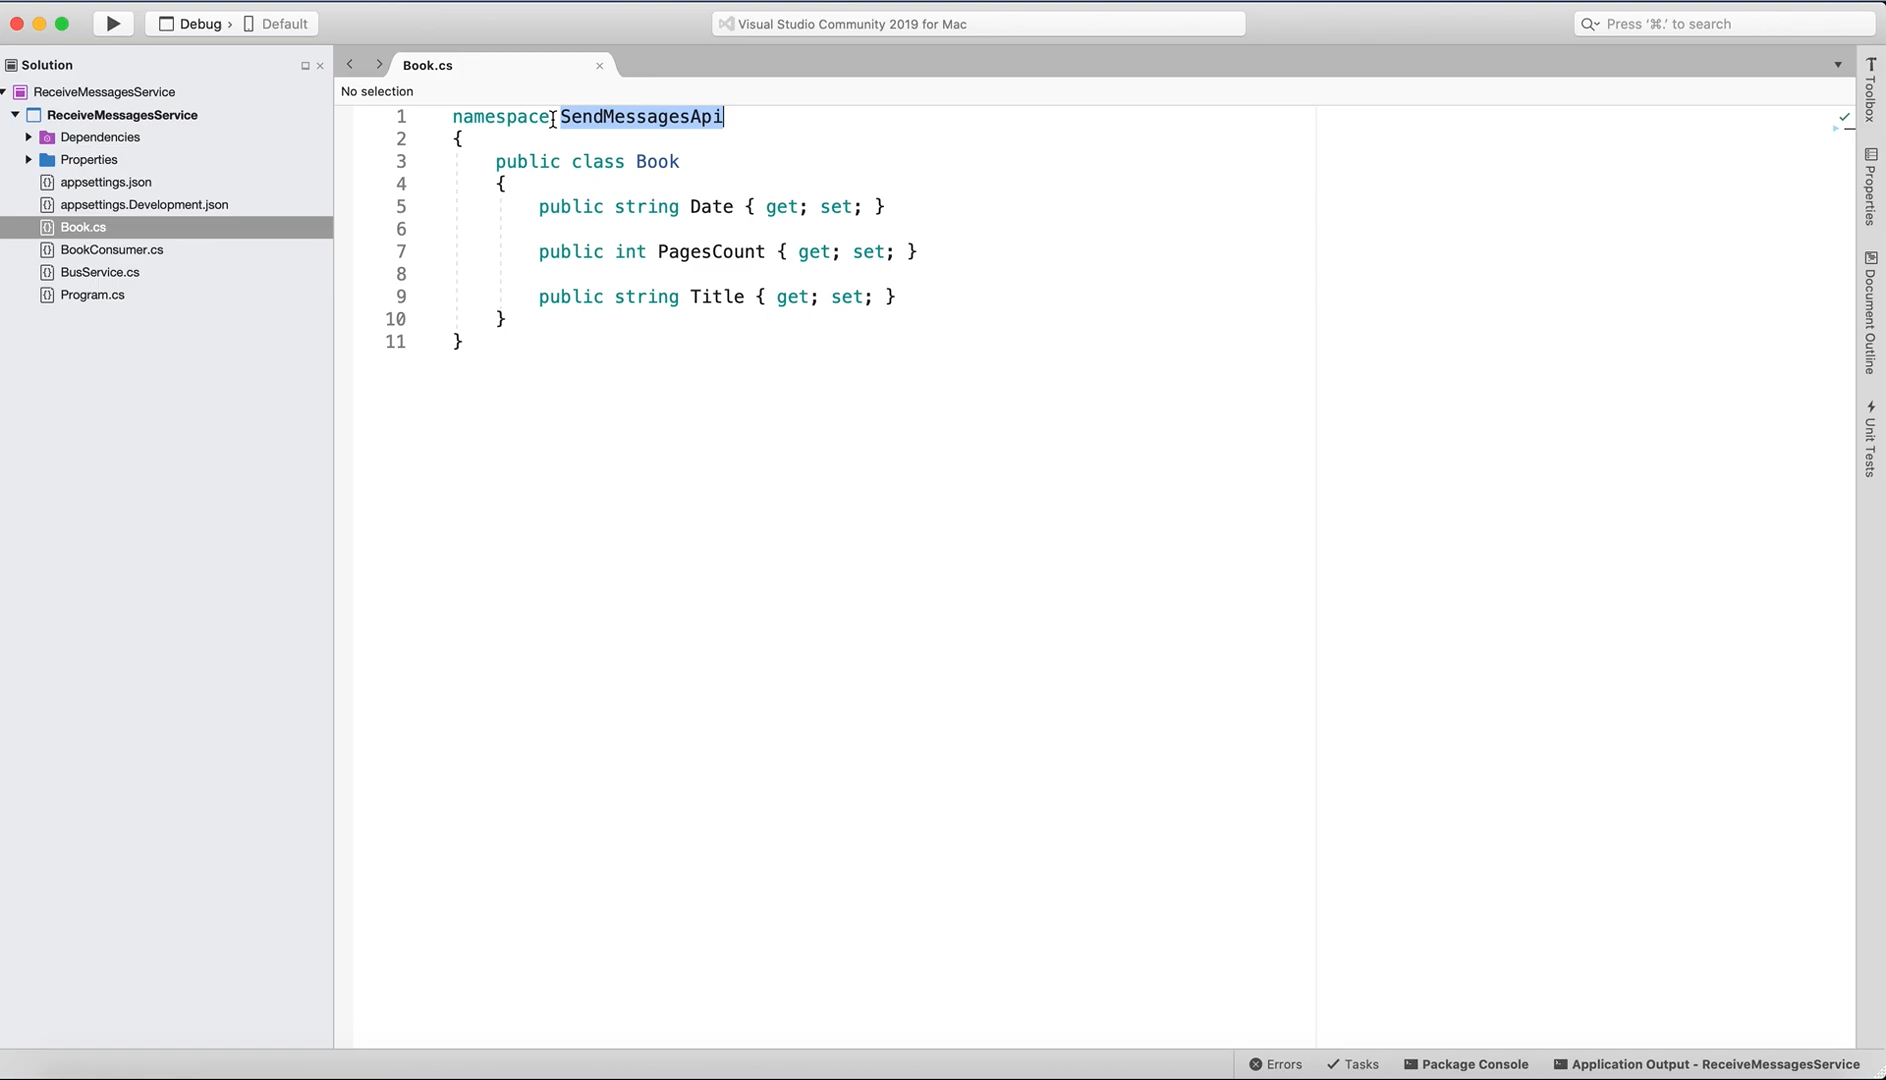 Debug › Default
Visual Studio Community 2019 for Mac
Press ‘⌘.’ to search
Solution
ReceiveMessagesService
ReceiveMessagesService
Dependencies
Properties
appsettings.json
appsettings.Development.json
Book.cs
BookConsumer.cs
BusService.cs
Program.cs
Book.cs
No selection
1 namespace SendMessagesApi
2 {
3 public class Book
4 {
5 public string Date { get; set; }
6
7 public int PagesCount { get; set; }
8
9 public string Title { get; set; }
10 }
11 }
Toolbox
Properties
Document Outline
Unit Tests
Errors
Tasks
Package Console
Application Output - ReceiveMessagesService